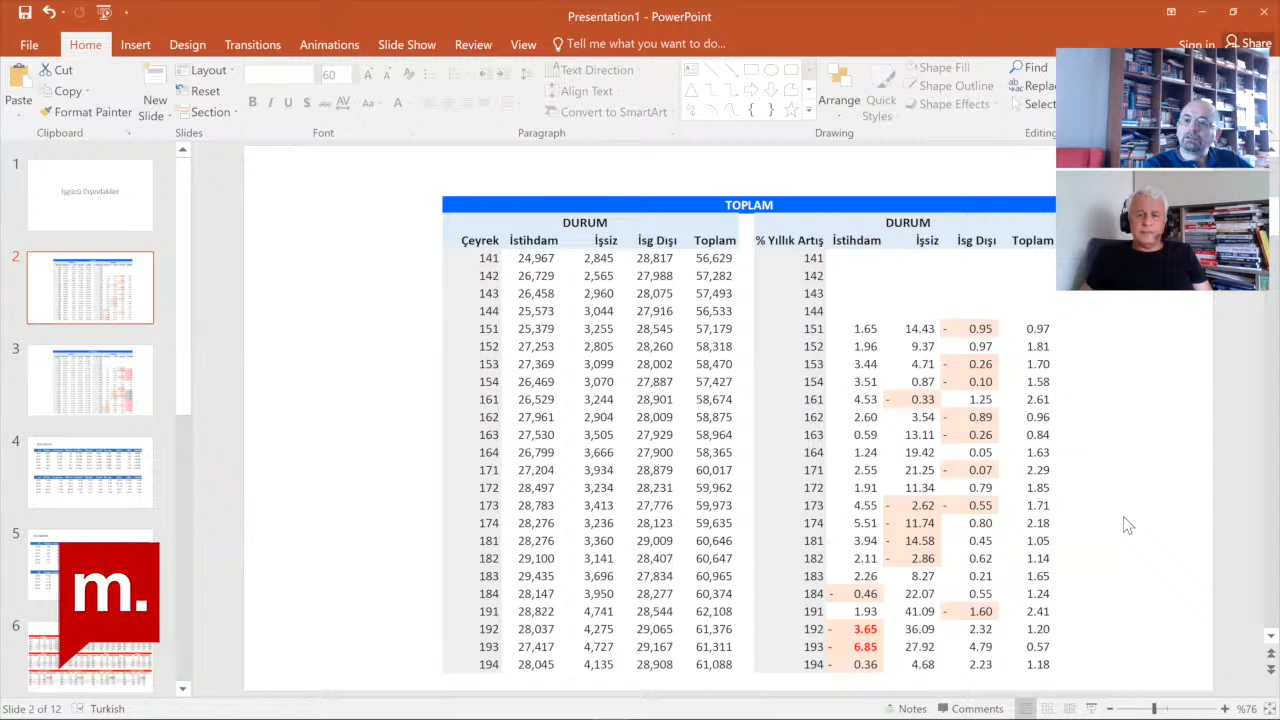 Presentation1 - PowerPoint
File Home Insert Design Transitions Animations Slide Show Review View Tell me what you want to do... Sign in Share
Paste Cut Copy Format Painter New Slide Layout Reset Section 60 Text Direction Align Text Convert to SmartArt Arrange Quick Styles Shape Fill Shape Outline Shape Effects Find Replac Select
B I U S abc AV Aa A
Clipboard Slides Font Paragraph Drawing Editing
1
İşgücü Dışındakiler
2
3
4
5
6
m.
TOPLAM
DURUM DURUM
Çeyrek İstihdam İşsiz İsg Dışı Toplam % Yıllık Artış İstihdam İşsiz Isg Dışı Toplam
141 24,967 2,845 28,817 56,629 141
142 26,729 2,565 27,988 57,282 142
143 26,458 2,960 28,075 57,493 143
144 25,573 3,044 27,916 56,533 144
151 25,379 3,255 28,545 57,179 151 1.65 14.43 - 0.95 0.97
152 27,253 2,805 28,260 58,318 152 1.96 9.37 0.97 1.81
153 27,369 3,099 28,002 58,470 153 3.44 4.71 - 0.26 1.70
154 26,469 3,070 27,887 57,427 154 3.51 0.87 - 0.10 1.58
161 26,529 3,244 28,901 58,674 161 4.53 - 0.33 1.25 2.61
162 27,961 2,904 28,009 58,875 162 2.60 3.54 - 0.89 0.96
163 27,530 3,505 27,929 58,964 163 0.59 13.11 - 0.26 0.84
164 26,799 3,666 27,900 58,365 164 1.24 19.42 0.05 1.63
171 27,204 3,934 28,879 60,017 171 2.55 21.25 - 0.07 2.29
172 28,497 3,234 28,231 59,962 172 1.91 11.34 0.79 1.85
173 28,783 3,413 27,776 59,973 173 4.55 - 2.62 - 0.55 1.71
174 28,276 3,236 28,123 59,635 174 5.51 - 11.74 0.80 2.18
181 28,276 3,360 29,009 60,646 181 3.94 - 14.58 0.45 1.05
182 29,100 3,141 28,407 60,647 182 2.11 - 2.86 0.62 1.14
183 29,435 3,696 27,834 60,965 183 2.26 8.27 0.21 1.65
184 28,147 3,950 28,277 60,374 184 - 0.46 22.07 0.55 1.24
191 28,822 4,741 28,544 62,108 191 1.93 41.09 - 1.60 2.41
192 28,037 4,275 29,065 61,376 192 - 3.65 36.09 2.32 1.20
193 27,417 4,727 29,167 61,311 193 - 6.85 27.92 4.79 0.57
194 28,045 4,135 28,908 61,088 194 - 0.36 4.68 2.23 1.18
Slide 2 of 12 Turkish Notes Comments %76